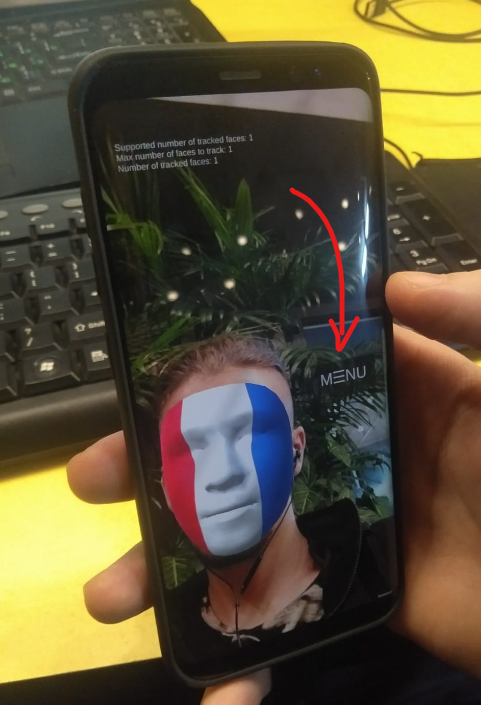 Supported number of tracked faces: 1
Max number of faces to track: 1
Number of tracked faces: 1
MENU
Shift